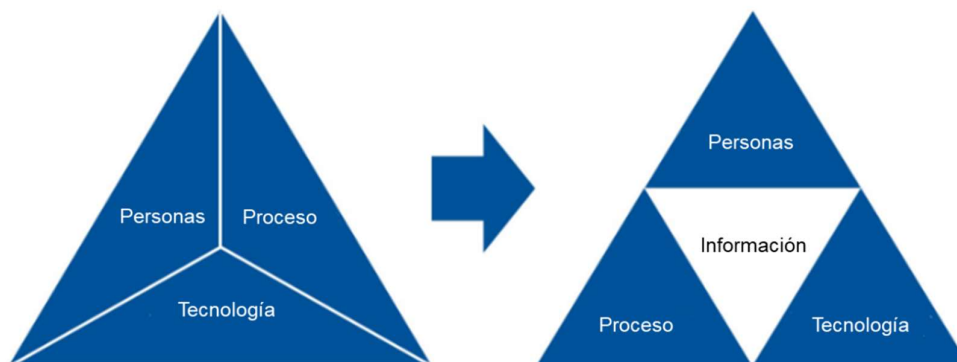 Personas
Proceso
Tecnología
Personas
Información
Proceso
Tecnología